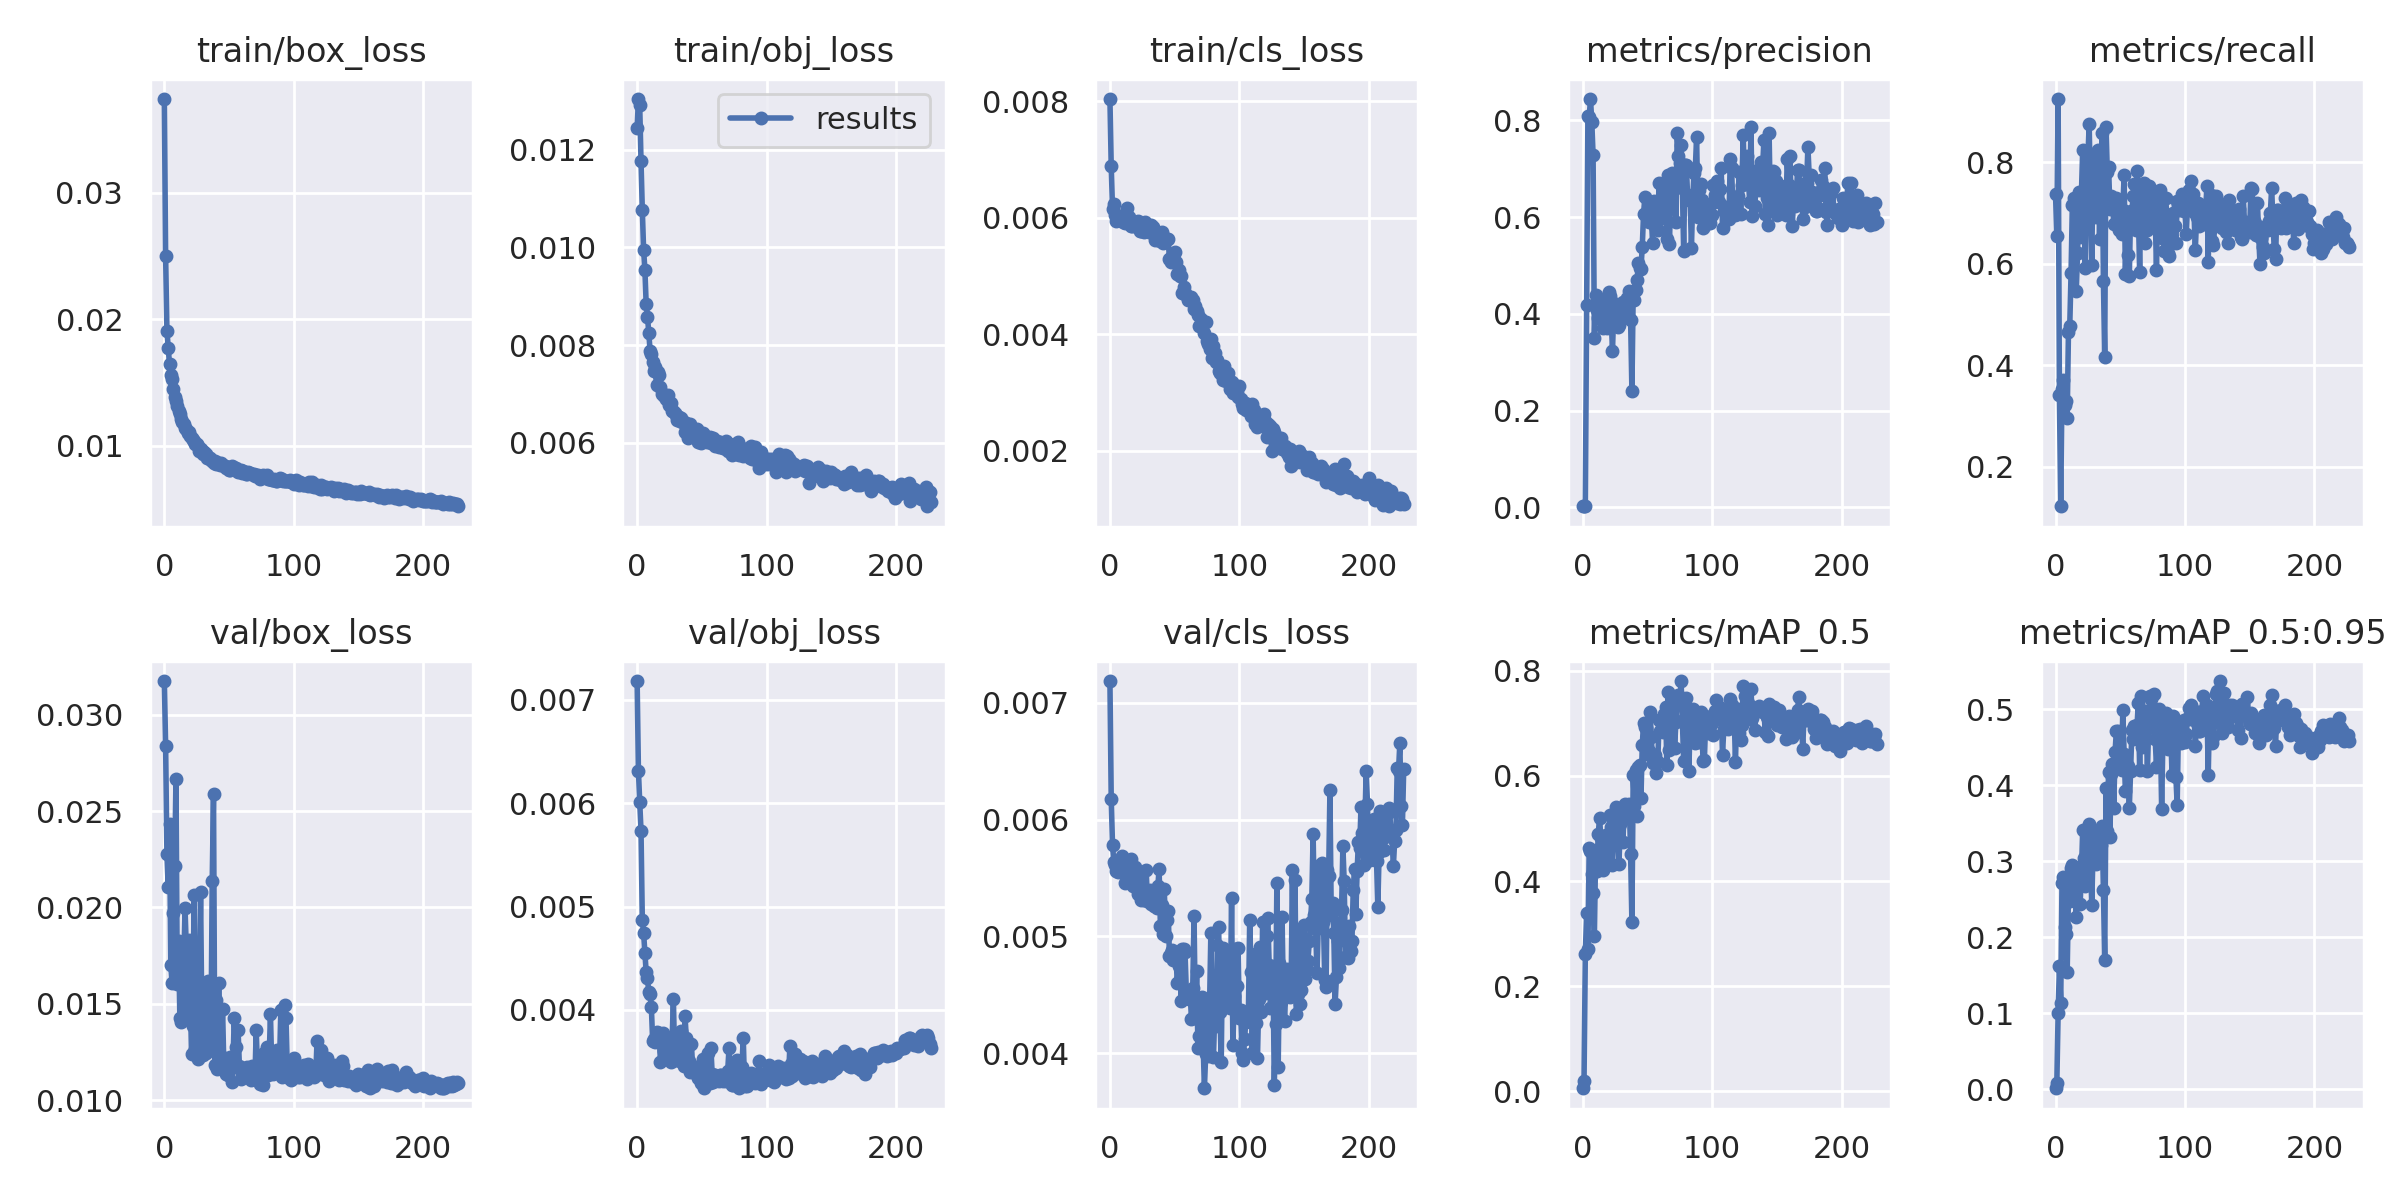 train/box_loss
0.03
0.02
0.01
0 100 200
train/obj_loss
results
0.012
0.010
0.008
0.006
0 100 200
train/cls_loss
0.008
0.006
0.004
0.002
0 100 200
metrics/precision
0.8
0.6
0.4
0.2
0.0
0 100 200
metrics/recall
0.8
0.6
0.4
0.2
0 100 200
val/box_loss
0.030
0.025
0.020
0.015
0.010
0 100 200
val/obj_loss
0.007
0.006
0.005
0.004
0 100 200
val/cls_loss
0.007
0.006
0.005
0.004
0 100 200
metrics/mAP_0.5
0.8
0.6
0.4
0.2
0.0
0 100 200
metrics/mAP_0.5:0.95
0.5
0.4
0.3
0.2
0.1
0.0
0 100 200